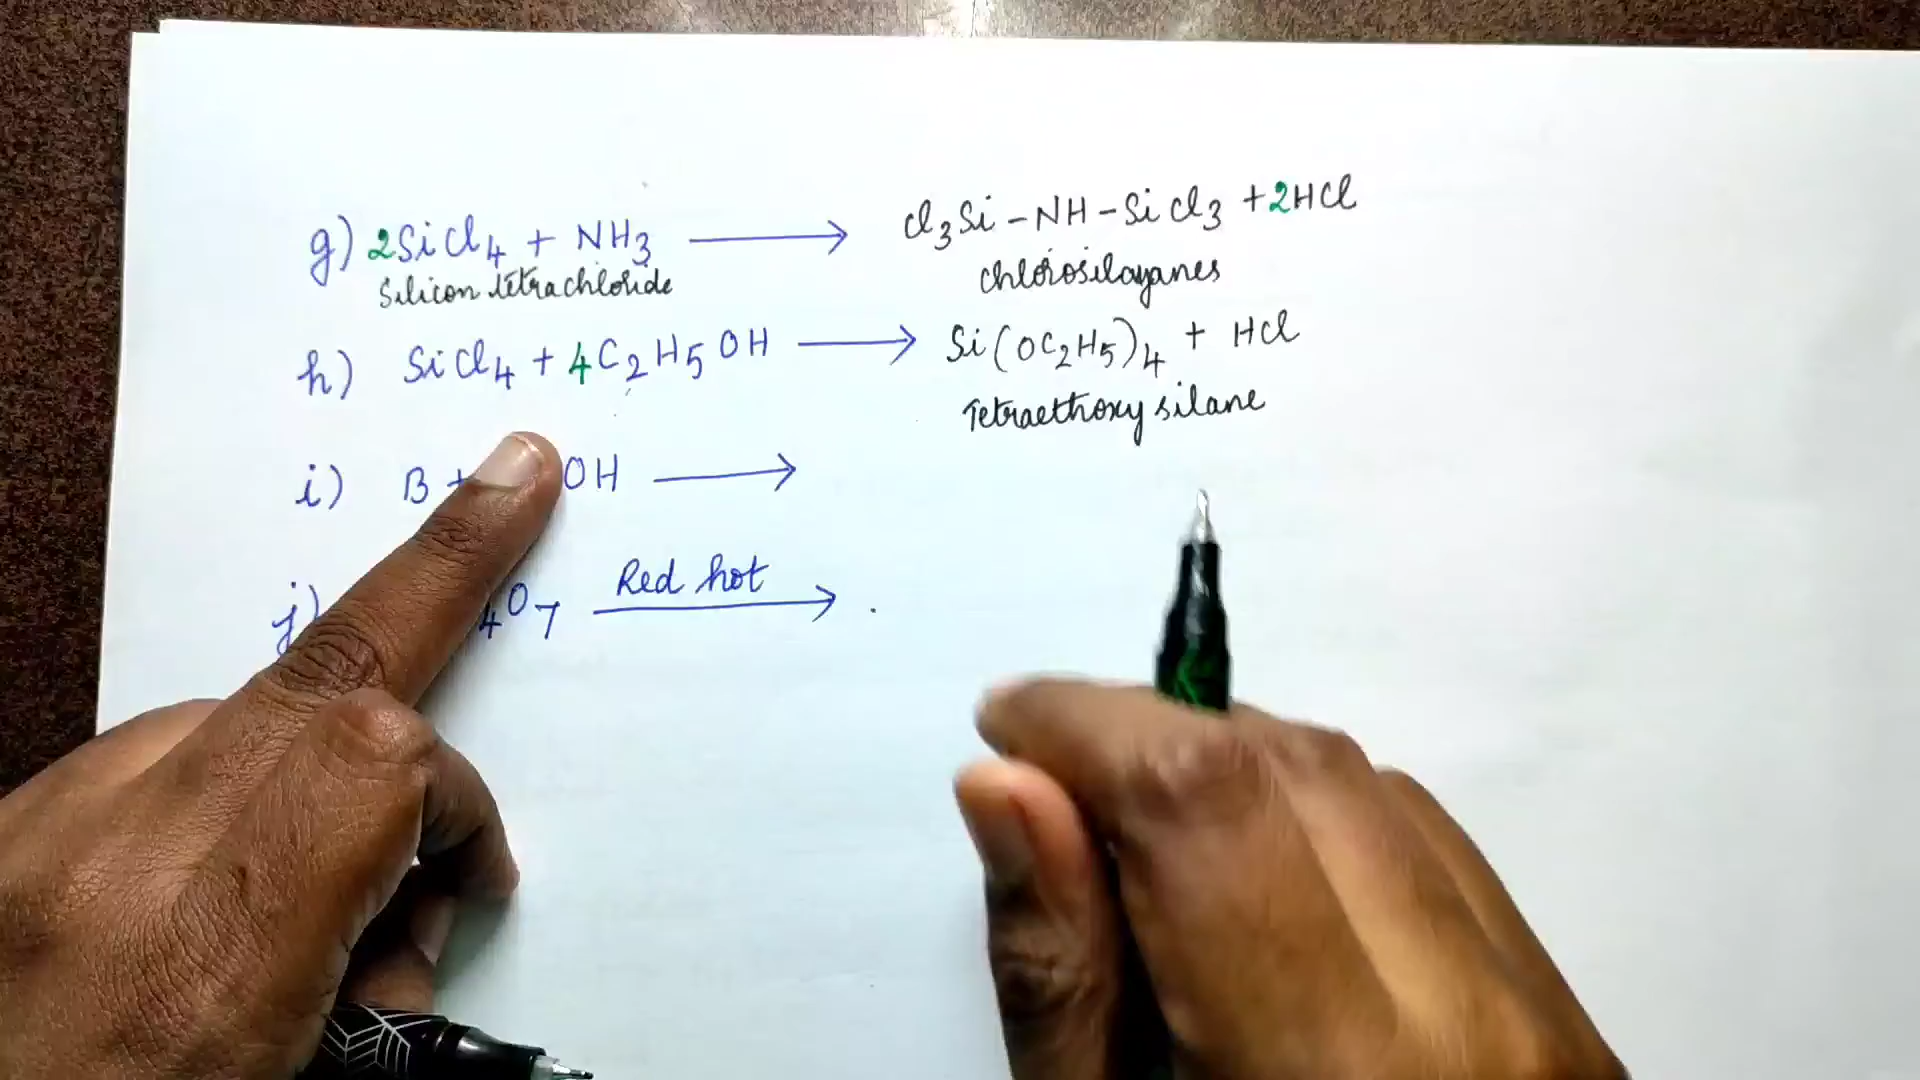 g) 2SiCl4 + NH3 ⟶ Cl3Si – NH – SiCl3 + 2HCl
Silicon tetrachloride chlorosilazanes
h) SiCl4 + 4C2H5OH ⟶ Si(OC2H5)4 + HCl
Tetraethoxy silane
i) B + OH ⟶
j) 4O7 Red hot ⟶ .